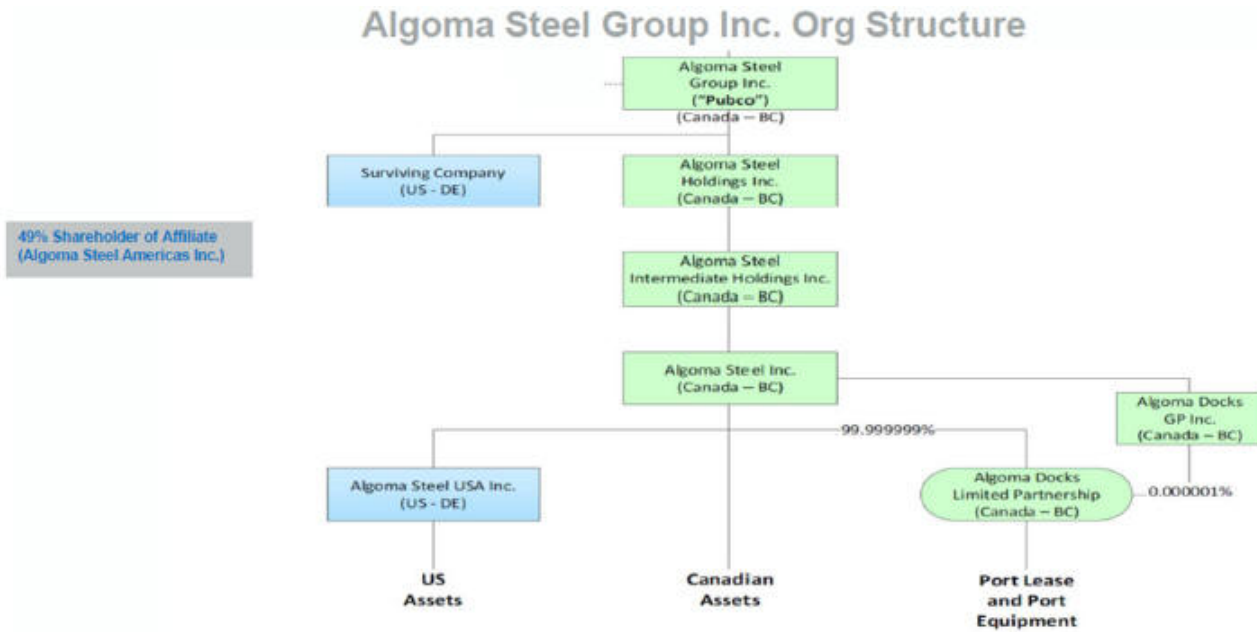 Algoma Steel Group Inc. Org Structure
Algoma Steel
Group Inc.
("Pubco")
(Canada – BC)
Surviving Company
(US - DE)
Algoma Steel
Holdings Inc.
(Canada – BC)
49% Shareholder of Affiliate
(Algoma Steel Americas Inc.)
Algoma Steel
Intermediate Holdings Inc.
(Canada – BC)
Algoma Steel Inc.
(Canada – BC)
Algoma Docks
GP Inc.
(Canada – BC)
99.999999%
Algoma Steel USA Inc.
(US - DE)
Algoma Docks
Limited Partnership
(Canada – BC)
0.000001%
US
Assets
Canadian
Assets
Port Lease
and Port
Equipment